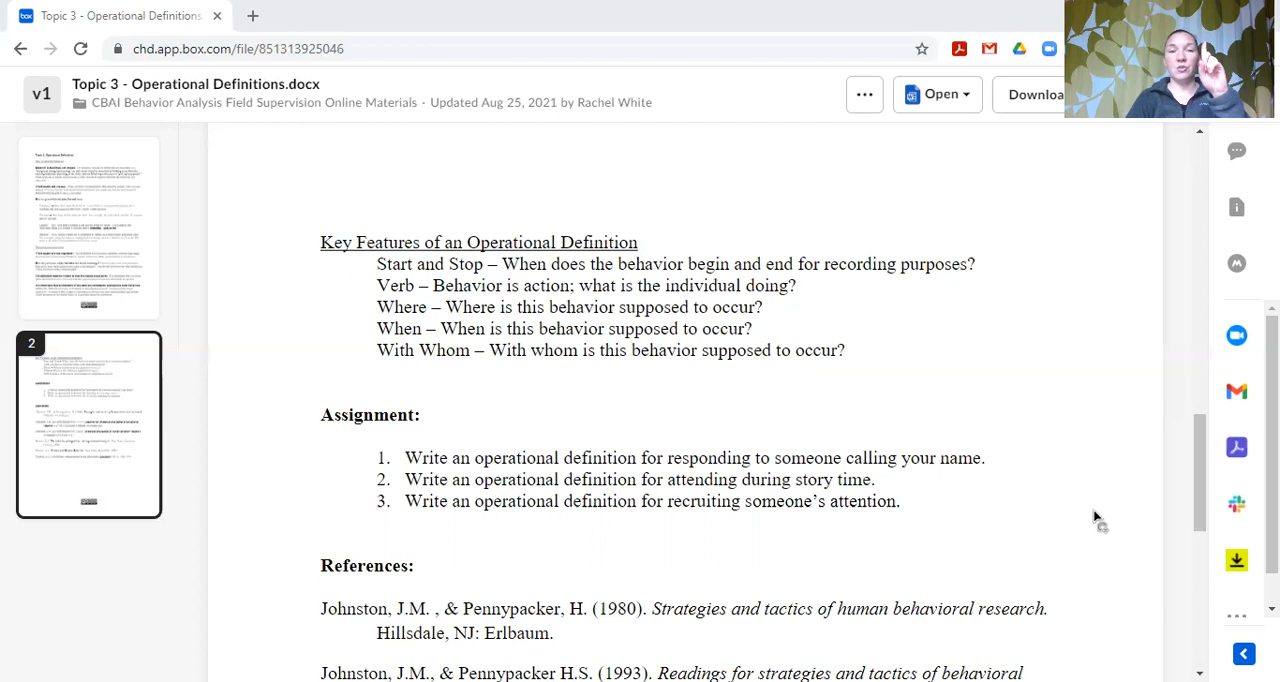 Topic 3 - Operational Definitions
chd.app.box.com/file/851313925046
v1
Topic 3 - Operational Definitions.docx
CBAI Behavior Analysis Field Supervision Online Materials · Updated Aug 25, 2021 by Rachel White
Open
Downloa
2
Key Features of an Operational Definition
Start and Stop – When does the behavior begin and end for recording purposes?
Verb – Behavior is action; what is the individual doing?
Where – Where is this behavior supposed to occur?
When – When is this behavior supposed to occur?
With Whom – With whom is this behavior supposed to occur?
Assignment:
1. Write an operational definition for responding to someone calling your name.
2. Write an operational definition for attending during story time.
3. Write an operational definition for recruiting someone’s attention.
References:
Johnston, J.M. , & Pennypacker, H. (1980). Strategies and tactics of human behavioral research.
Hillsdale, NJ: Erlbaum.
Johnston, J.M., & Pennypacker H.S. (1993). Readings for strategies and tactics of behavioral